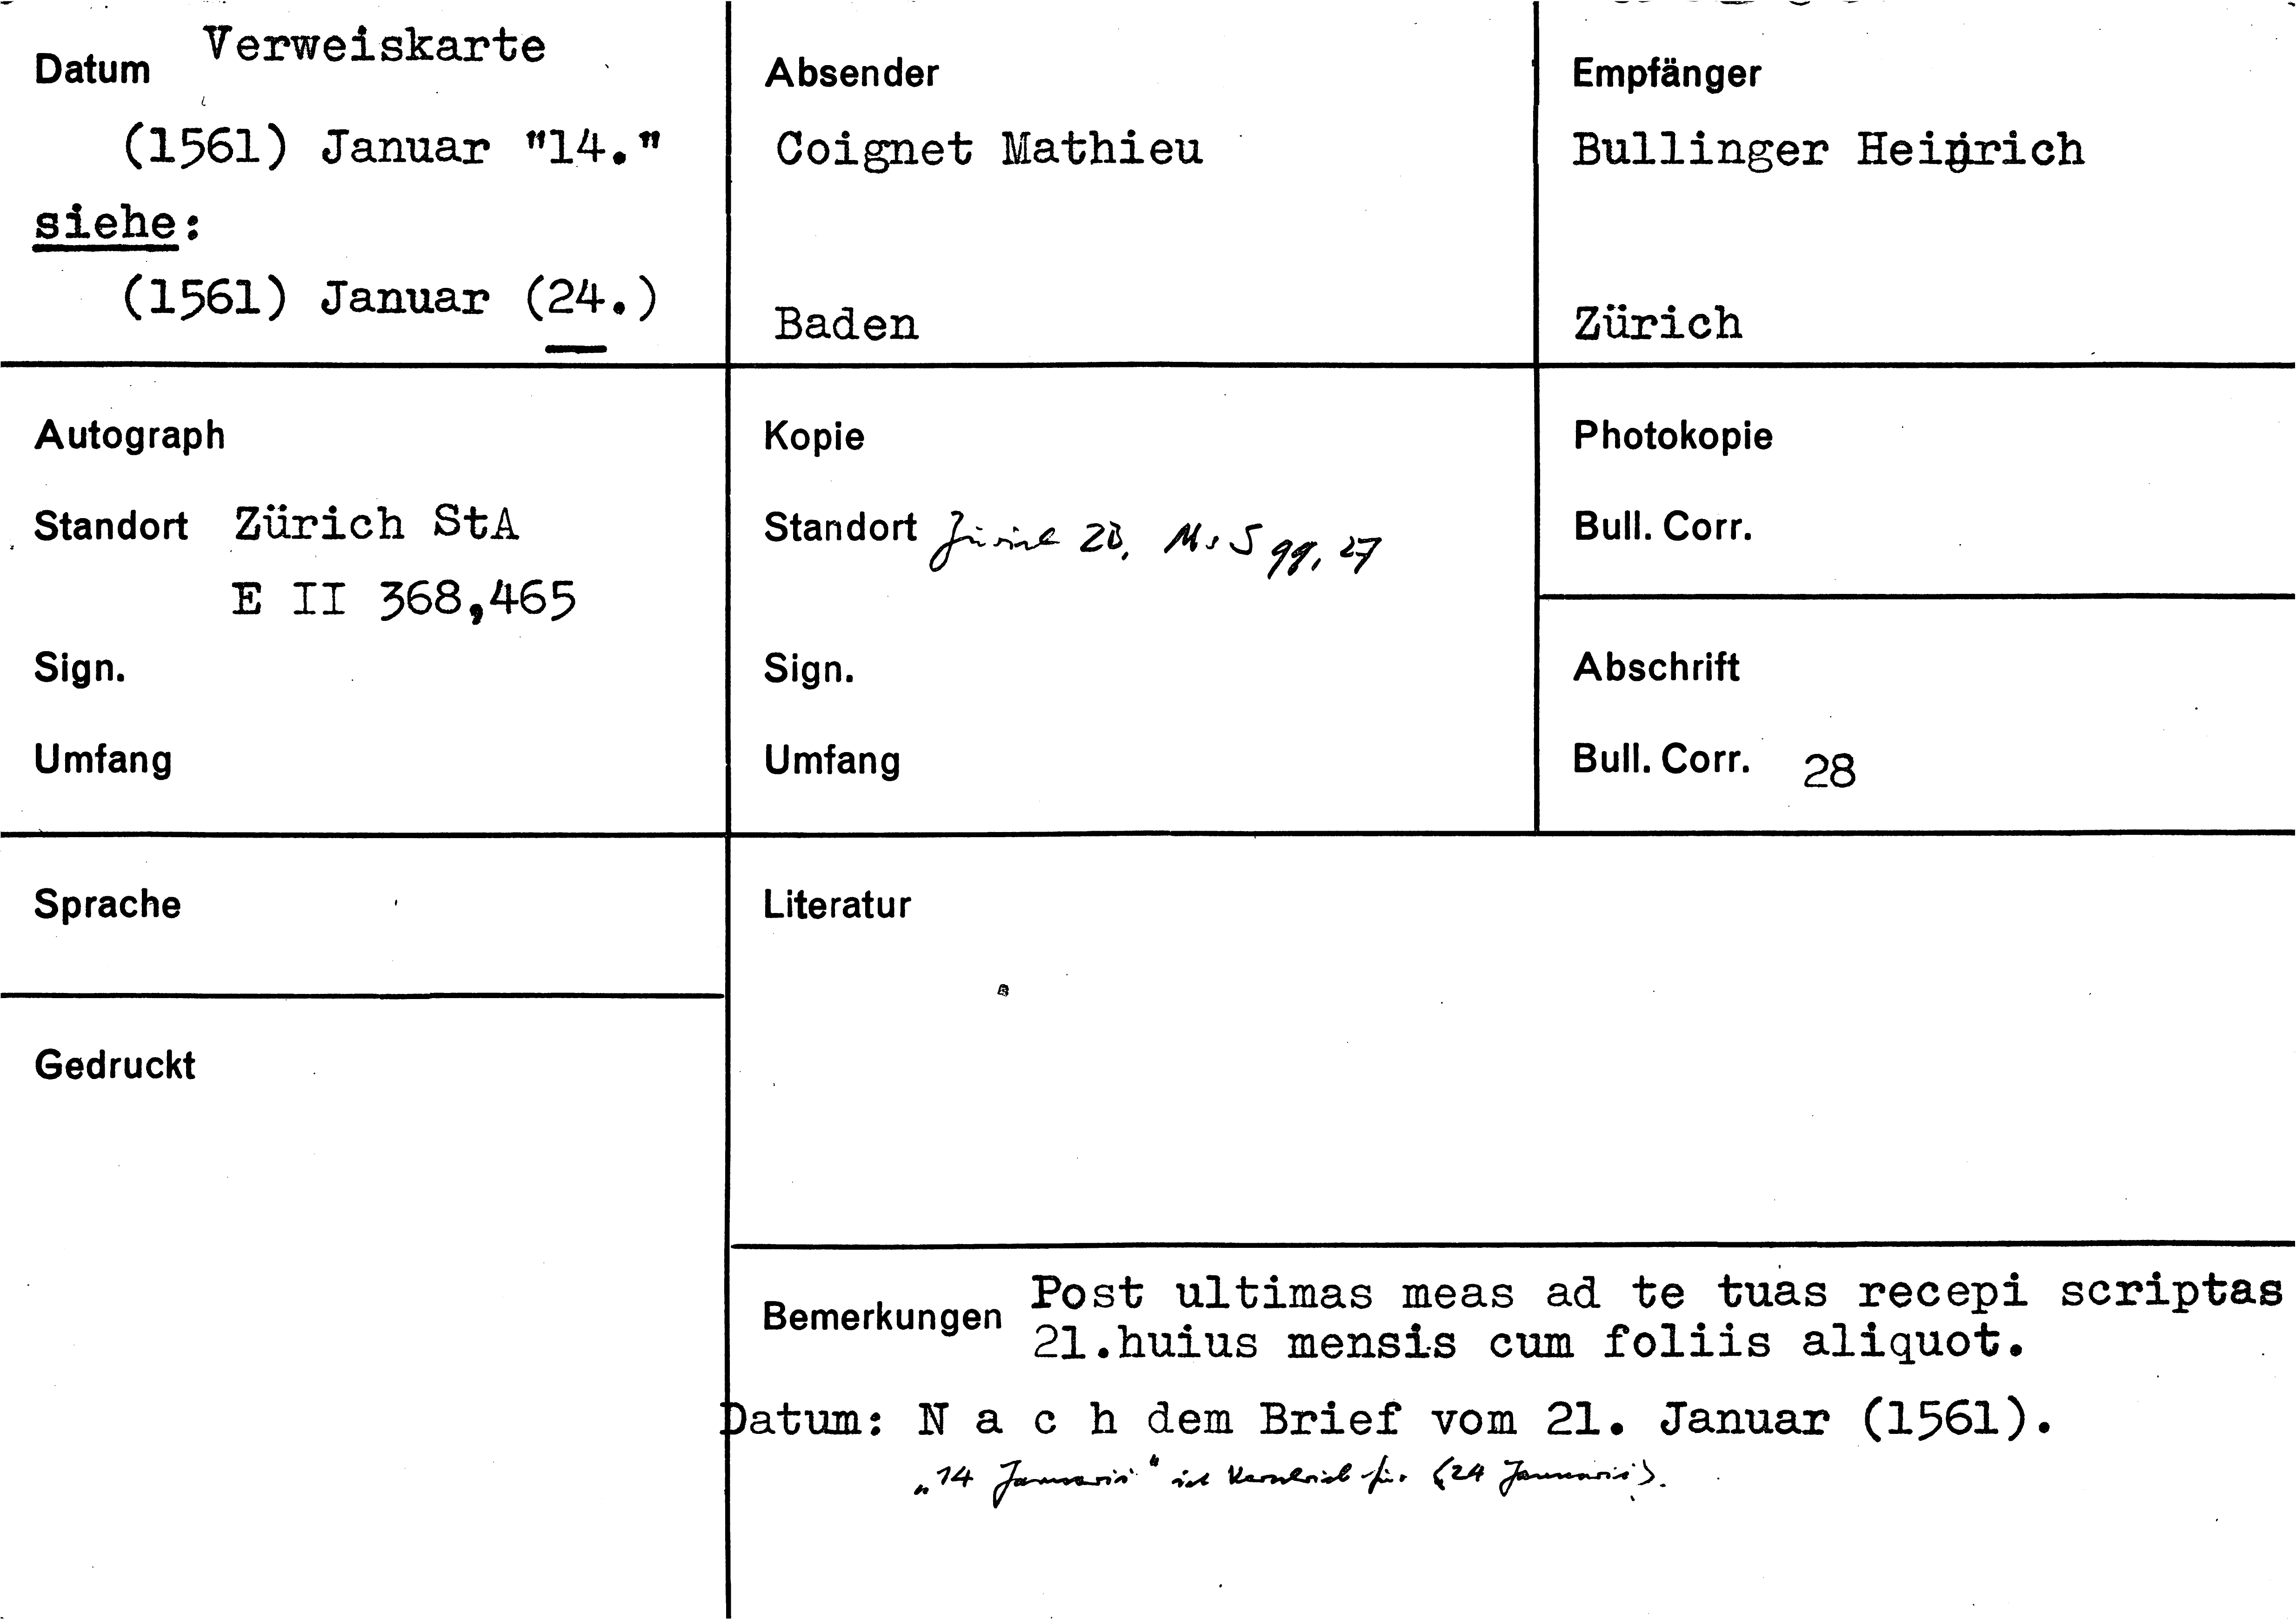 Datum Verweiskarte
(1561) Januar "14."
siehe:
(1561) Januar (24.)
Absender
Coignet Mathieu
Baden
Empfänger
Bullinger Heinrich
Zürich
Autograph
Standort Zürich StA
E II 368,465
Sign.
Umfang
Kopie
Standort Zürich ZB, Ms S 99, 27
Sign.
Umfang
Photokopie
Bull. Corr.
Abschrift
Bull. Corr. 28
Sprache
Literatur
Gedruckt
Bemerkungen Post ultimas meas ad te tuas recepi scriptas
21.huius mensis cum foliis aliquot.
Datum: N a c h dem Brief vom 21. Januar (1561).
„14 Januarii" ist Verschrieb für (24 Januarii).